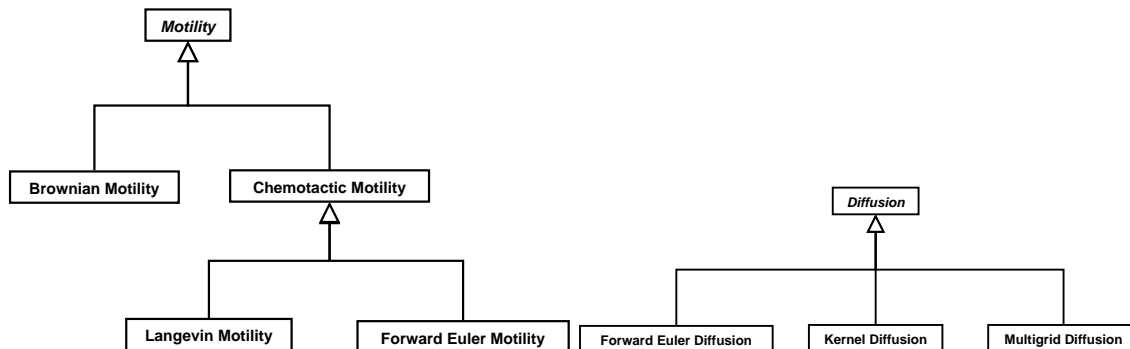 Motility
Brownian Motility
Chemotactic Motility
Langevin Motility
Forward Euler Motility
Diffusion
Forward Euler Diffusion
Kernel Diffusion
Multigrid Diffusion